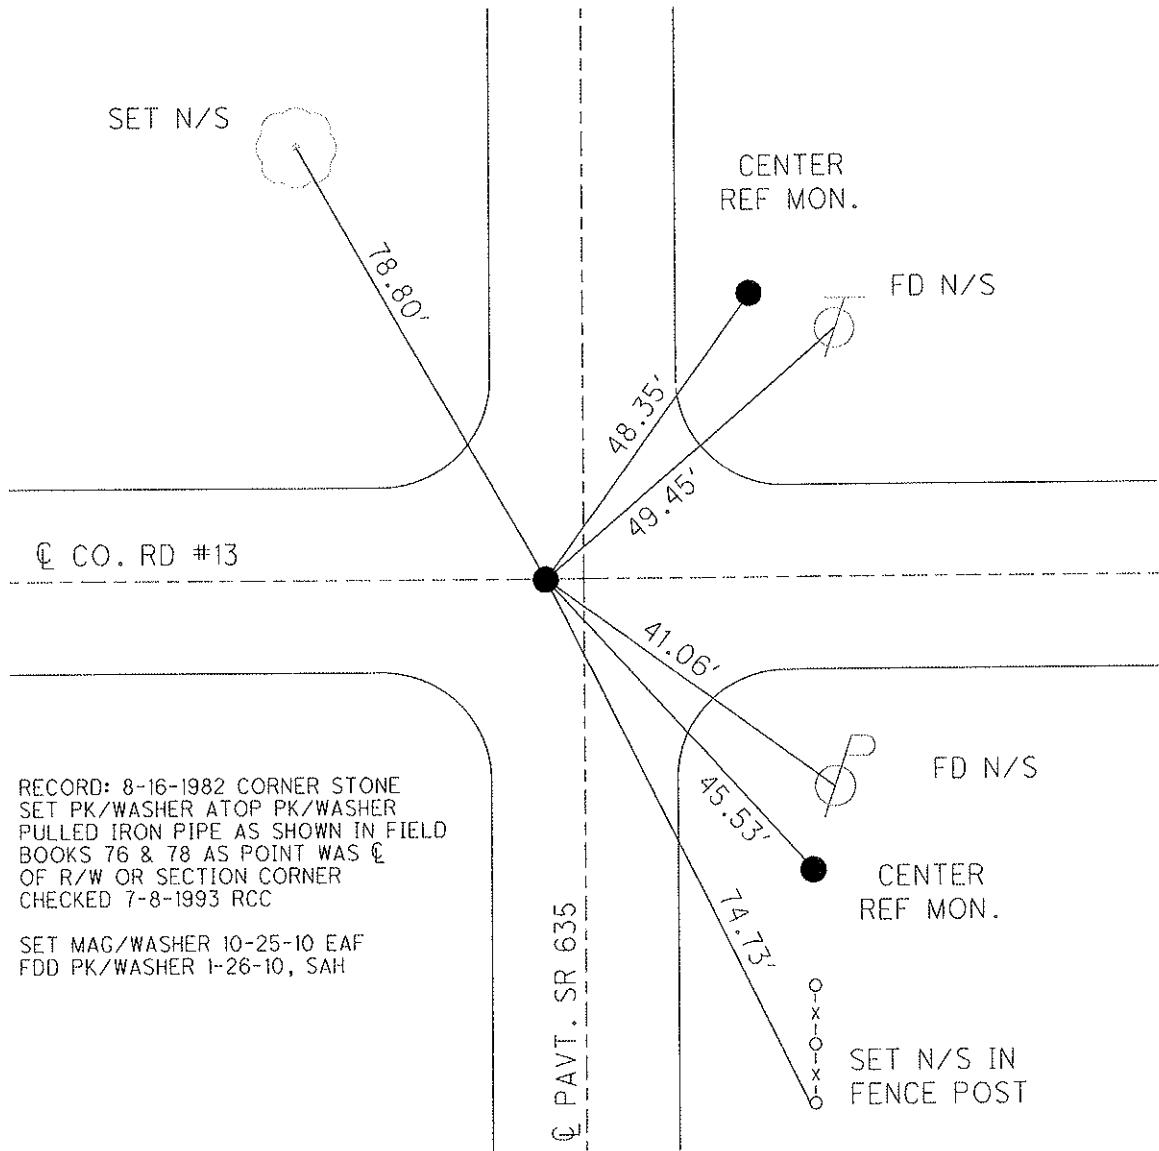 SET N/S
CENTER
REF MON.
FD N/S
78.80'
48.35'
49.45'
℄ CO. RD #13
41.06'
FD N/S
45.53'
CENTER
REF MON.
74.73'
RECORD: 8-16-1982 CORNER STONE
SET PK/WASHER ATOP PK/WASHER
PULLED IRON PIPE AS SHOWN IN FIELD
BOOKS 76 & 78 AS POINT WAS ℄
OF R/W OR SECTION CORNER
CHECKED 7-8-1993 RCC
SET MAG/WASHER 10-25-10 EAF
FDD PK/WASHER 1-26-10, SAH
℄ PAVT. SR 635
x
x
SET N/S IN
FENCE POST